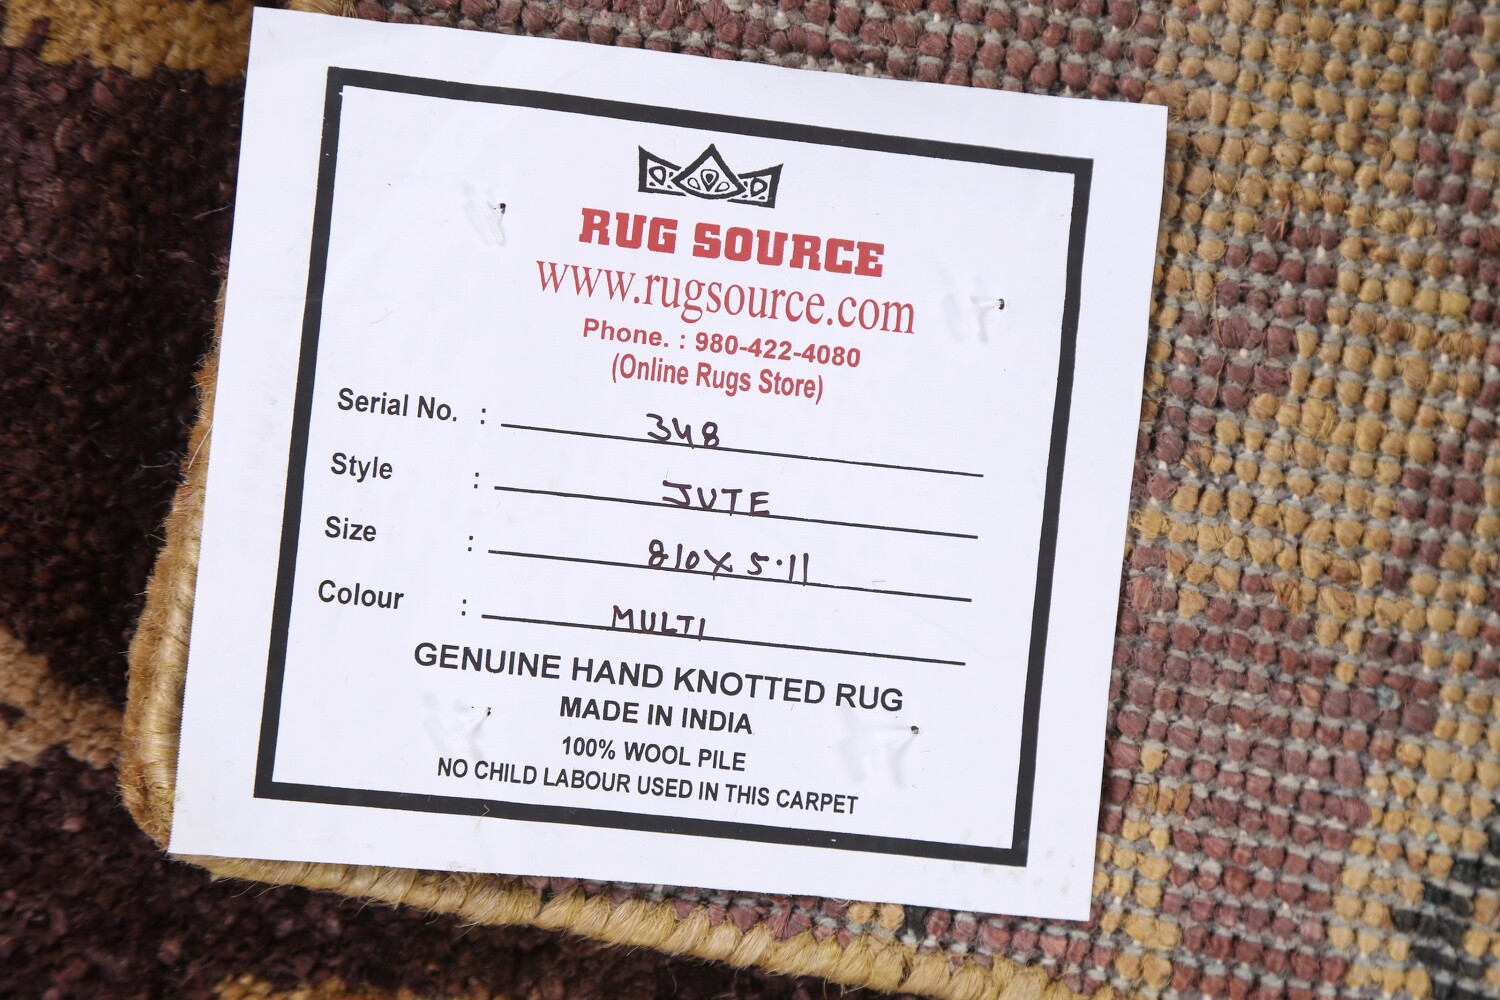 RUG SOURCE
www.rugsource.com
Phone. : 980-422-4080
(Online Rugs Store)
Serial No. : 348
Style : JUTE
Size : 810X 5.11
Colour : MULTI
GENUINE HAND KNOTTED RUG
MADE IN INDIA
100% WOOL PILE
NO CHILD LABOUR USED IN THIS CARPET